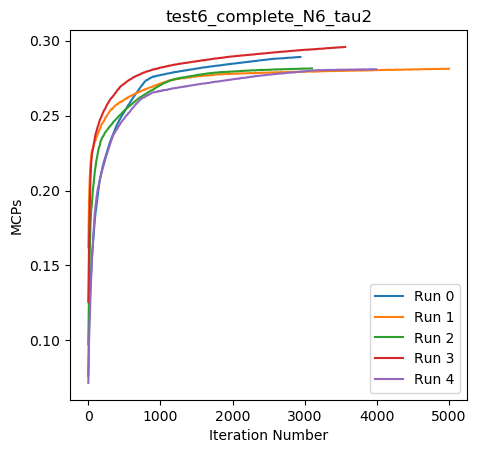 test6_complete_N6_tau2
0.30
0.25
0.20
0.15
0.10
MCPs
0
1000
2000
3000
4000
5000
Iteration Number
Run 0
Run 1
Run 2
Run 3
Run 4